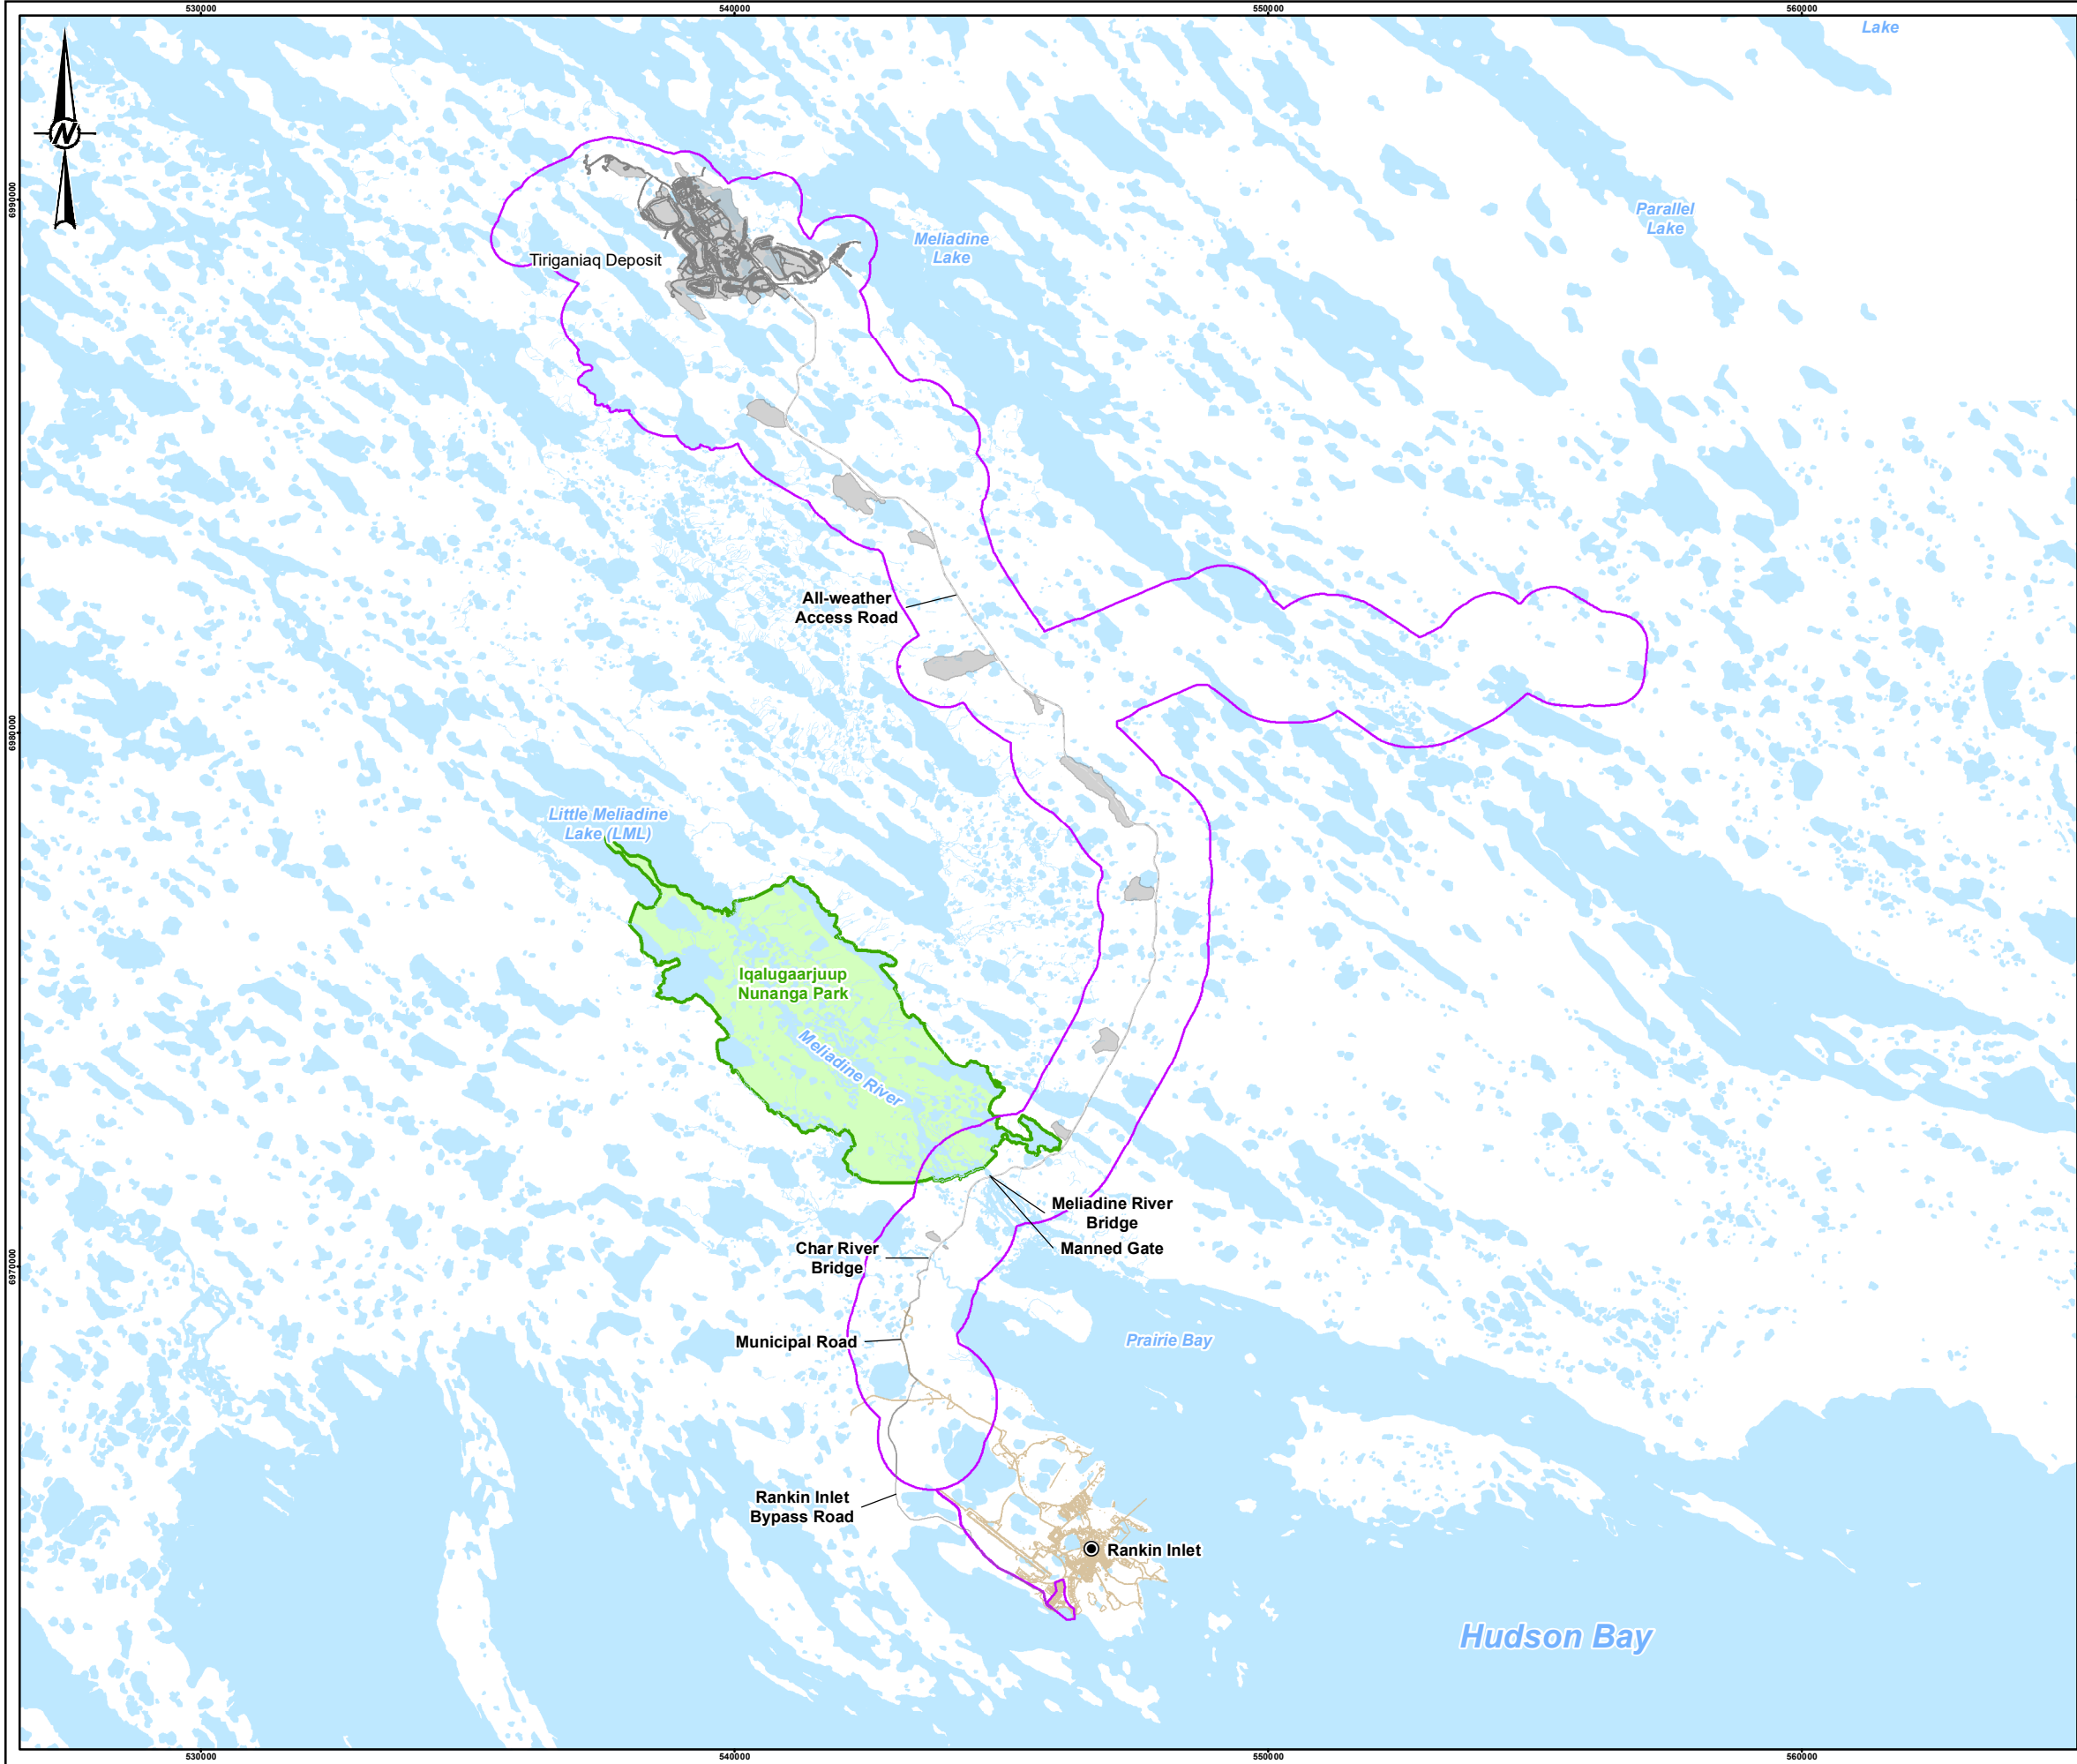 530000
540000
550000
560000
Lake
N
6990000
Parallel
Lake
Meliadine
Lake
Tiriganiaq Deposit
All-weather
Access Road
6980000
Little Meliadine
Lake (LML)
Iqalugaarjuup
Nunanga Park
Meliadine River
Meliadine River
Bridge
Manned Gate
Char River
Bridge
6970000
Municipal Road
Prairie Bay
Rankin Inlet
Bypass Road
Rankin Inlet
Hudson Bay
530000
540000
550000
560000